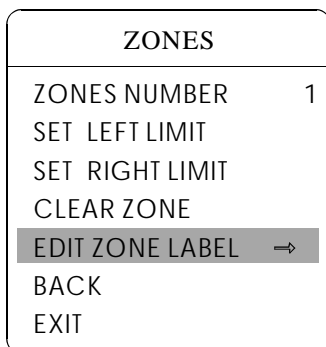 ZONES
ZONES NUMBER 1
SET LEFT LIMIT
SET RIGHT LIMIT
CLEAR ZONE
EDIT ZONE LABEL ⇒
BACK
EXIT